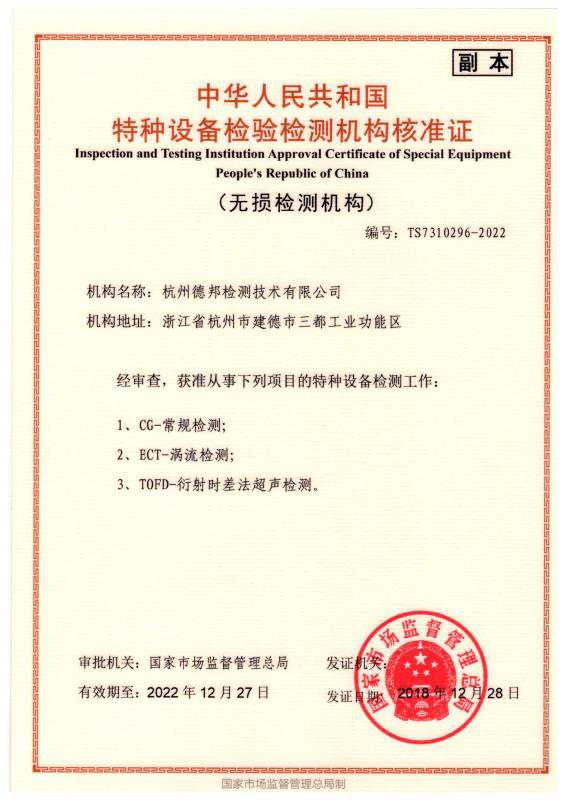 副本
中华人民共和国
特种设备检验检测机构核准证
Inspection and Testing Institution Approval Certificate of Special Equipment
People's Republic of China
（无损检测机构）
编号：TS7310296-2022
机构名称：杭州德邦检测技术有限公司
机构地址：浙江省杭州市建德市三都工业功能区
经审查，获准从事下列项目的特种设备检测工作：
1、CG-常规检测;
2、ECT-涡流检测;
3、TOFD-衍射时差法超声检测。
审批机关：国家市场监督管理总局
发证机关：
国家市场监督管理总局
有效期至：2022 年 12 月 27 日
发证日期：2018 年 12 月 28 日
国家市场监督管理总局制